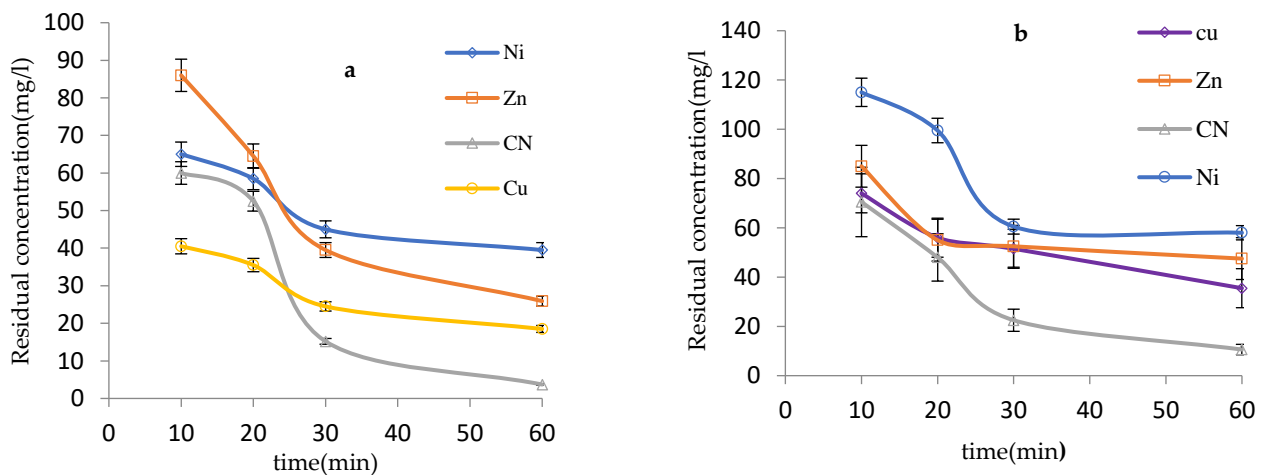 a
Residual concentration(mg/l)
100
90
80
70
60
50
40
30
20
10
0
0 10 20 30 40 50 60
time(min)
Ni
Zn
CN
Cu
b
Residual concentration(mg/l
140
120
100
80
60
40
20
0
0 10 20 30 40 50 60
time(min)
cu
Zn
CN
Ni